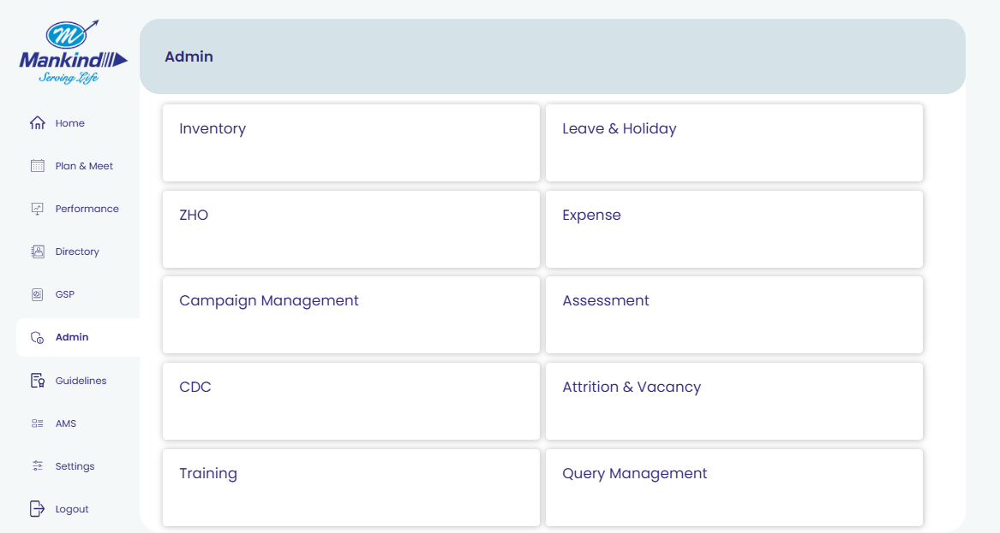 Mankind
Serving Life
Home
Plan & Meet
Performance
Directory
GSP
Admin
Guidelines
AMS
Settings
Logout
Admin
Inventory
Leave & Holiday
ZHO
Expense
Campaign Management
Assessment
CDC
Attrition & Vacancy
Training
Query Management